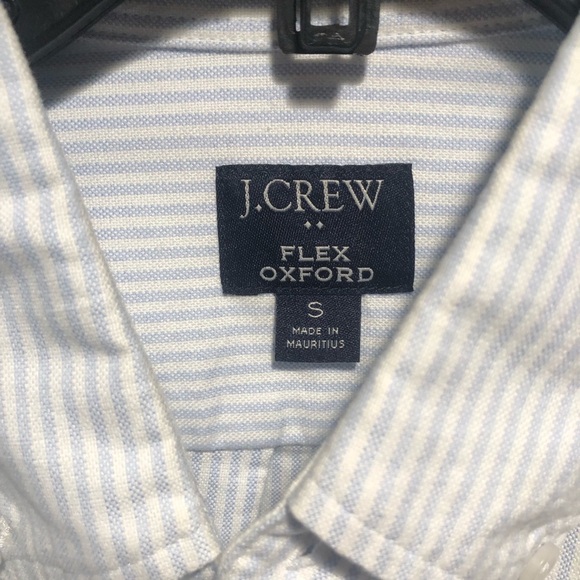 J.CREW
FLEX
OXFORD
S
MADE IN
MAURITIUS